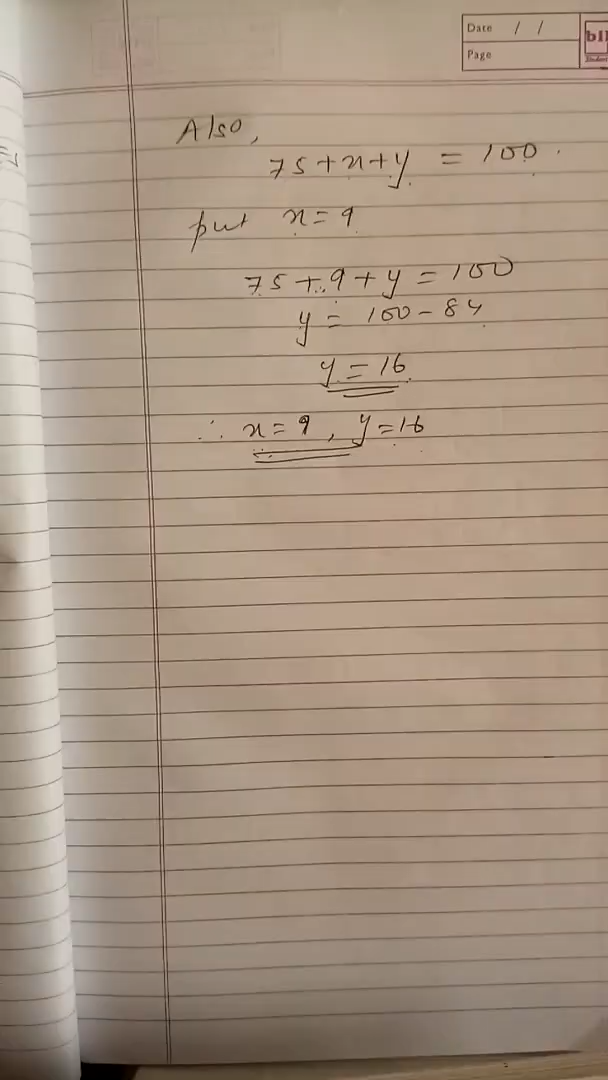 Date / /
Page
Also,
75 + x + y = 100.
put x = 9
75 + 9 + y = 100
y = 100 - 84
y = 16
∴ x = 9, y = 16